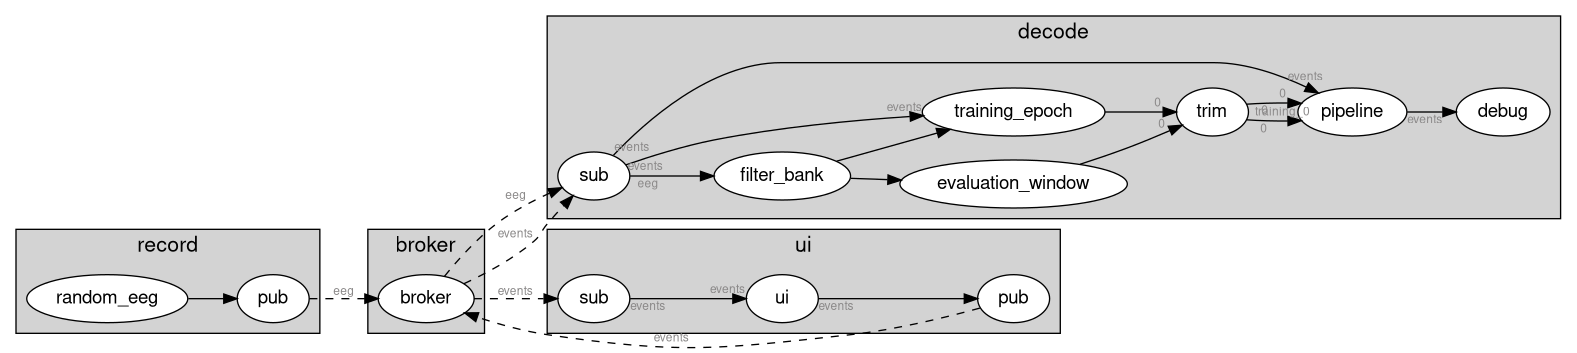 decode
events
training_epoch
0
trim
0
0
training
0
0
pipeline
events
debug
events
events
events
eeg
sub
filter_bank
evaluation_window
0
eeg
events
record
random_eeg
pub
eeg
broker
broker
events
ui
sub
events
events
ui
events
pub
events